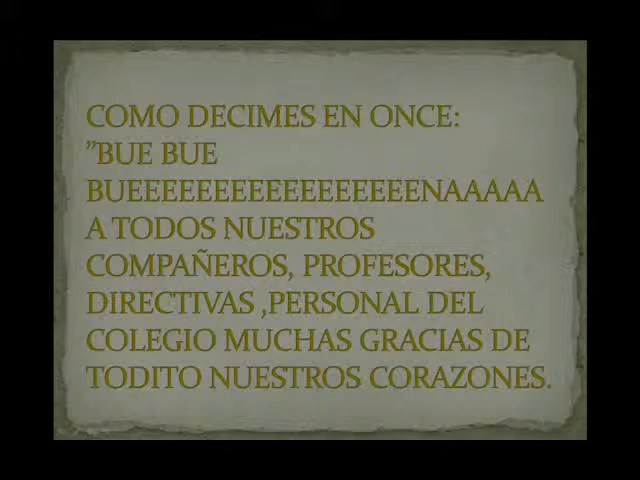 COMO DECIMES EN ONCE:
”BUE BUE
BUEEEEEEEEEEEEEEEEEENAAAAA
A TODOS NUESTROS
COMPAÑEROS, PROFESORES,
DIRECTIVAS ,PERSONAL DEL
COLEGIO MUCHAS GRACIAS DE
TODITO NUESTROS CORAZONES.